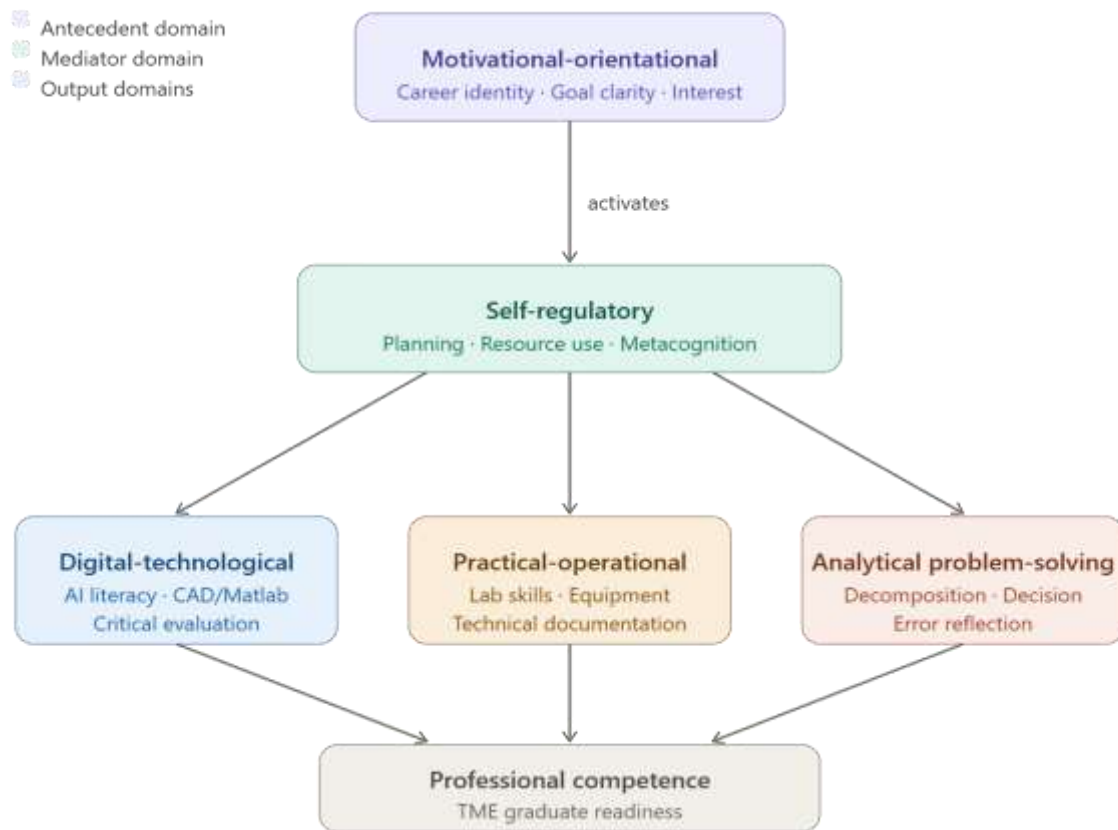 Antecedent domain
Mediator domain
Output domains
Motivational-orientational
Career identity · Goal clarity · Interest
activates
Self-regulatory
Planning · Resource use · Metacognition
Digital-technological
AI literacy · CAD/Matlab
Critical evaluation
Practical-operational
Lab skills · Equipment
Technical documentation
Analytical problem-solving
Decomposition · Decision
Error reflection
Professional competence
TME graduate readiness